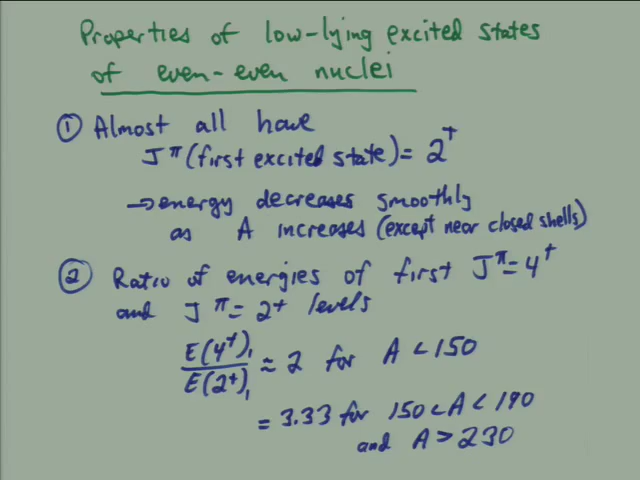 Properties of low-lying excited states
of even-even nuclei
① Almost all have
J π (first excited state) = 2⁺
→ energy decreases smoothly
as A increases (except near closed shells)
② Ratio of energies of first J π = 4⁺
and J π = 2⁺ levels
E(4⁺)₁ / E(2⁺)₁ ≈ 2 for A < 150
= 3.33 for 150 < A < 190
and A > 230